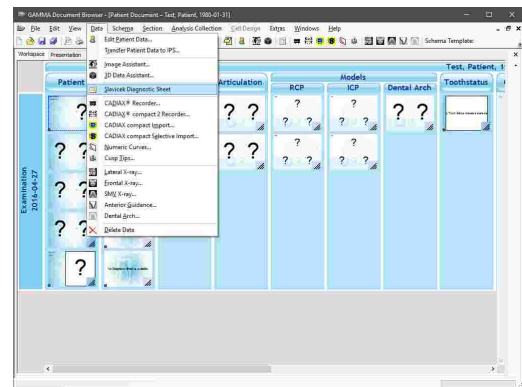 GAMMA Document Browser - [Patient Document - Test, Patient, 1980-01-31]
File Edit View Data Scheme Section Analysis Collection Cell Design Extras Windows Help
Schema Template:
Workspace Presentation
Edit Patient Data...
Transfer Patient Data to IPS...
Image Assistant...
3D Data Assistant...
Slavicek Diagnostic Sheet
CADIAX® Recorder...
CADIAX® compact 2 Recorder...
CADIAX compact Import...
CADIAX compact Selective Import...
Numeric Curves...
Cusp Tips...
Lateral X-ray...
Frontal X-ray...
SMV X-ray...
Anterior Guidance...
Dental Arch...
Delete Data
Test, Patient, 1
Patient
Articulation
Models
RCP
ICP
Dental Arch
Toothstatus
Examination
2016-04-27
? ? ? ? ? ?
? ? ? ?
? ? ? ?
? ? ? ?
? ?
? ?
?